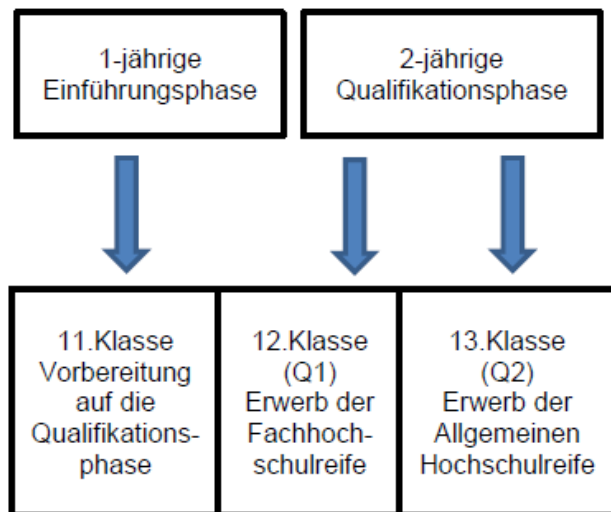 1-jährige
Einführungsphase
2-jährige
Qualifikationsphase
11.Klasse
Vorbereitung
auf die
Qualifikations-
phase
12.Klasse
(Q1)
Erwerb der
Fachhoch-
schulreife
13.Klasse
(Q2)
Erwerb der
Allgemeinen
Hochschulreife